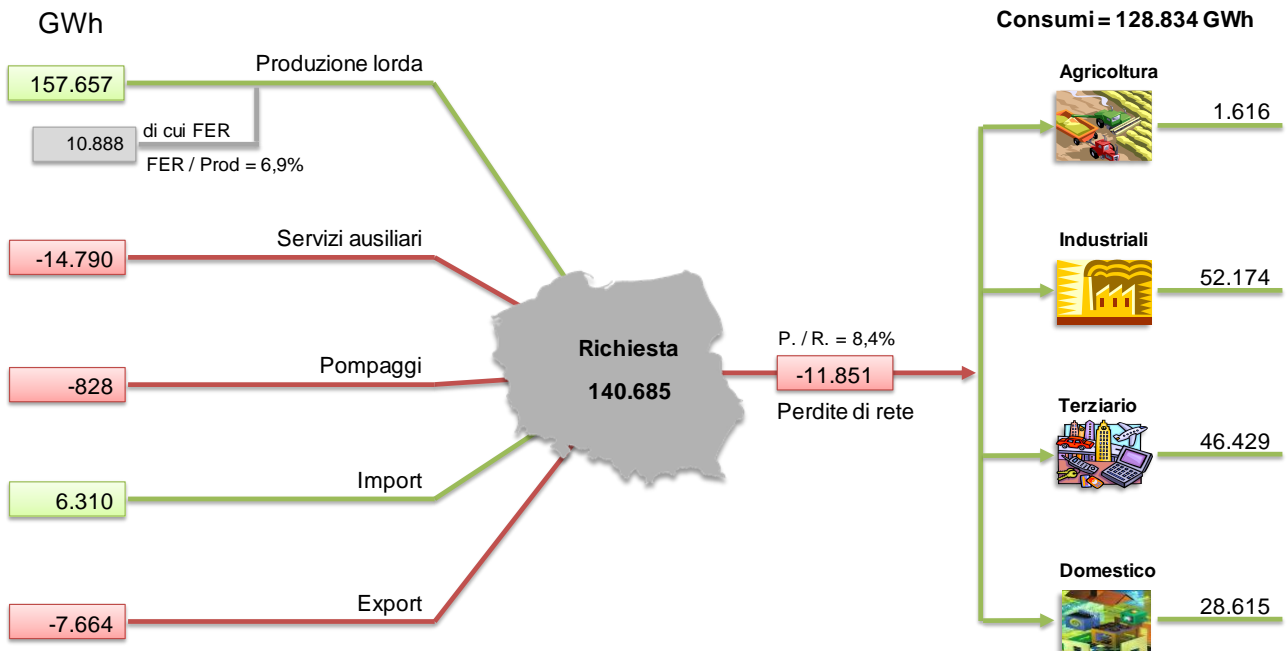 GWh
Consumi = 128.834 GWh
Produzione lorda
157.657
di cui FER
10.888
FER / Prod = 6,9%
Servizi ausiliari
-14.790
Pompaggi
-828
Import
6.310
Export
-7.664
Richiesta
140.685
P. / R. = 8,4%
-11.851
Perdite di rete
Agricoltura
1.616
Industriali
52.174
Terziario
46.429
Domestico
28.615